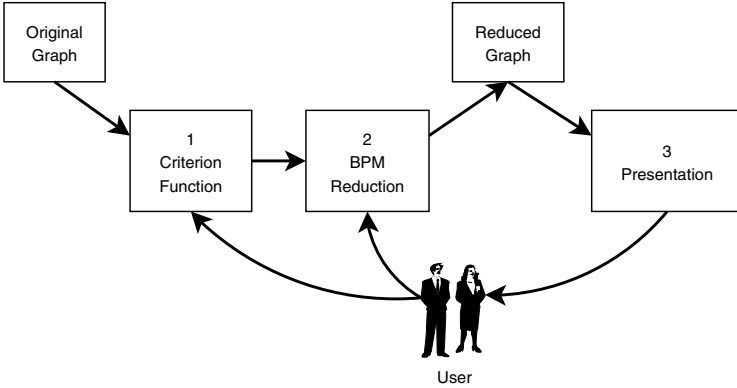 Original
Graph
Reduced
Graph
1
Criterion
Function
2
BPM
Reduction
3
Presentation
User